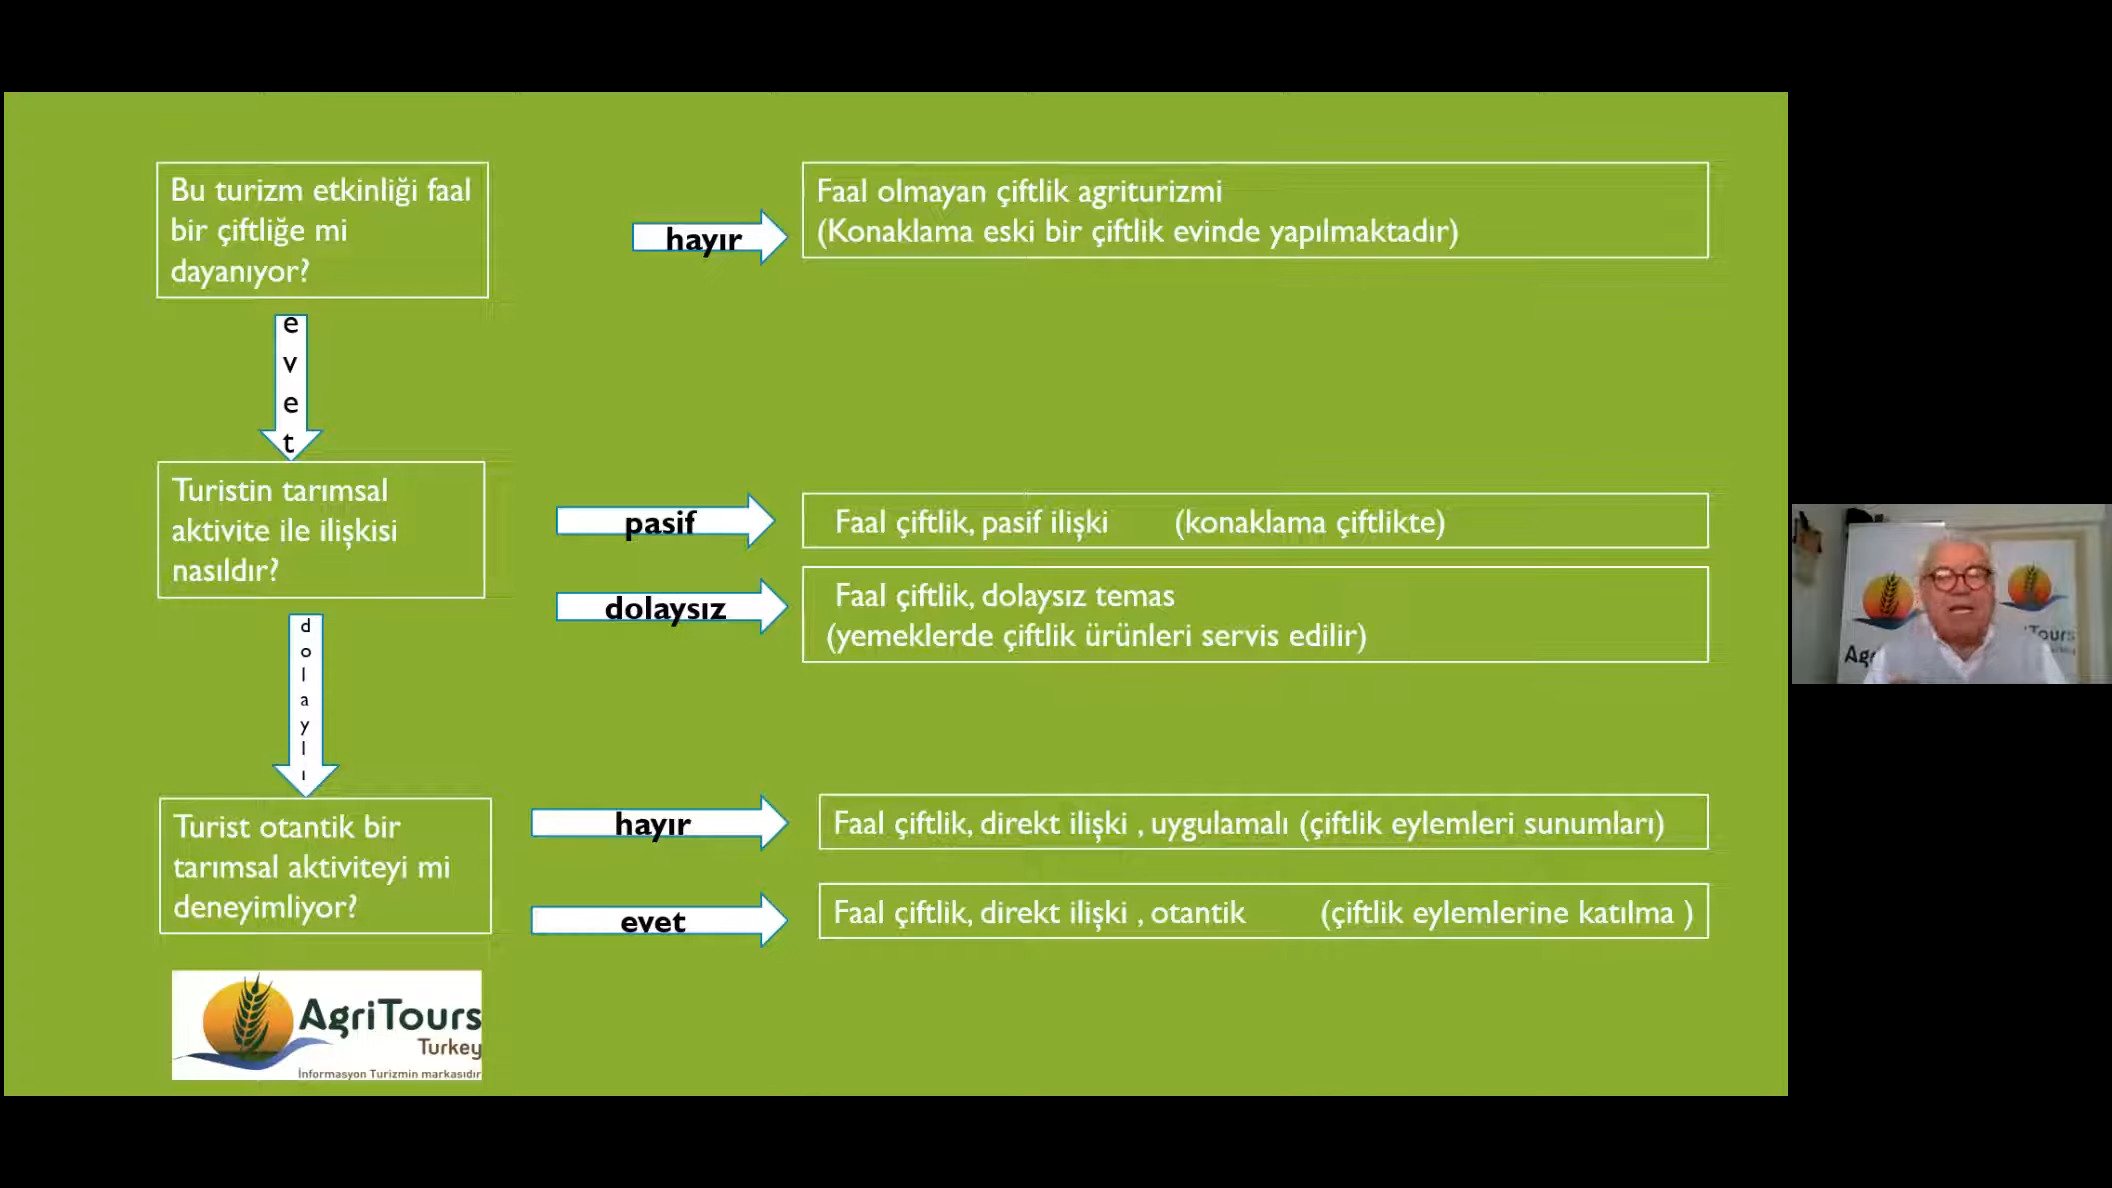 Bu turizm etkinliği faal
bir çiftliğe mi
dayanıyor?
hayır
Faal olmayan çiftlik agriturizmi
(Konaklama eski bir çiftlik evinde yapılmaktadır)
evet
Turistin tarımsal
aktivite ile ilişkisi
nasıldır?
pasif
Faal çiftlik, pasif ilişki (konaklama çiftlikte)
dolaysız
Faal çiftlik, dolaysız temas
(yemeklerde çiftlik ürünleri servis edilir)
dolaylı
Turist otantik bir
tarımsal aktiviteyi mi
deneyimliyor?
hayır
Faal çiftlik, direkt ilişki , uygulamalı (çiftlik eylemleri sunumları)
evet
Faal çiftlik, direkt ilişki , otantik (çiftlik eylemlerine katılma )
AgriTours
Turkey
İnformasyon Turizmin markasıdır